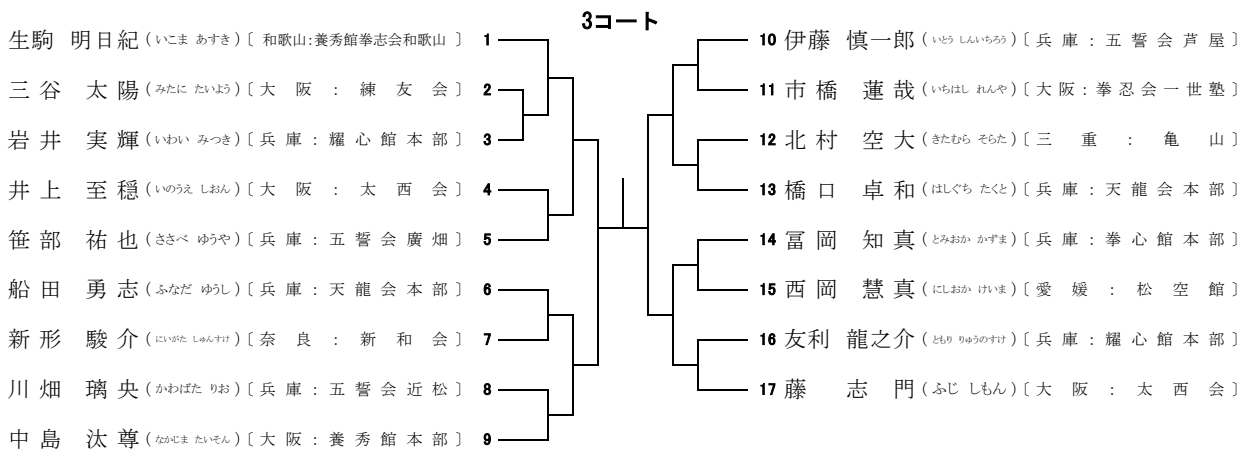 3コート
生駒 明日紀(いこま あすき)〔 和歌山:養秀館拳志会和歌山 〕 1
三谷 太陽(みたに たいよう)〔大阪:練友会〕 2
岩井 実輝(いわい みつき)〔兵庫:耀心館本部〕 3
井上 至穏(いのうえ しおん)〔大阪:太西会〕 4
笹部 祐也(ささべ ゆうや)〔兵庫:五誓会廣畑〕 5
船田 勇志(ふなだ ゆうし)〔兵庫:天龍会本部〕 6
新形 駿介(にいがた しゅんすけ)〔奈良:新和会〕 7
川畑 璃央(かわばた りお)〔兵庫:五誓会近松〕 8
中島 汰尊(なかじま たいそん)〔大阪:養秀館本部〕 9
10 伊藤 慎一郎(いとう しんいちろう)〔兵庫:五誓会芦屋〕
11 市橋 蓮哉(いちはし れんや)〔大阪:拳忍会一世塾〕
12 北村 空大(きたむら そらた)〔三重:亀山〕
13 橋口 卓和(はしぐち たくと)〔兵庫:天龍会本部〕
14 冨岡 知真(とみおか かずま)〔兵庫:拳心館本部〕
15 西岡 慧真(にしおか けいま)〔愛媛:松空館〕
16 友利 龍之介(ともり りゅうのすけ)〔兵庫:耀心館本部〕
17 藤 志門(ふじ しもん)〔大阪:太西会〕